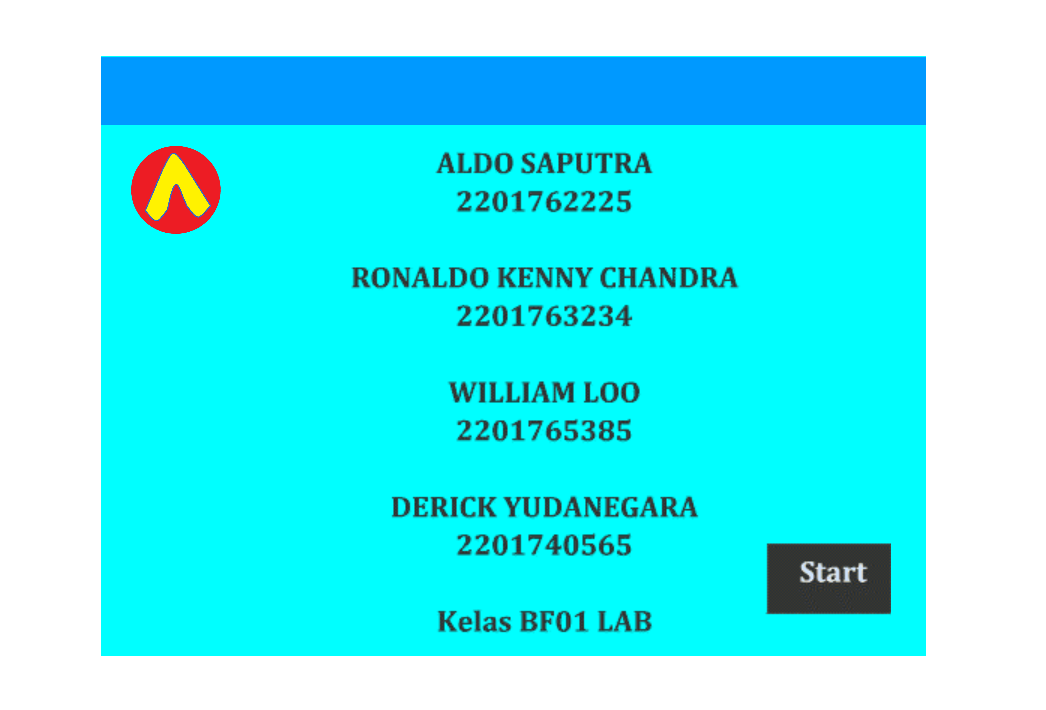 ALDO SAPUTRA
2201762225
RONALDO KENNY CHANDRA
2201763234
WILLIAM LOO
2201765385
DERICK YUDANEGARA
2201740565
Start
Kelas BF01 LAB